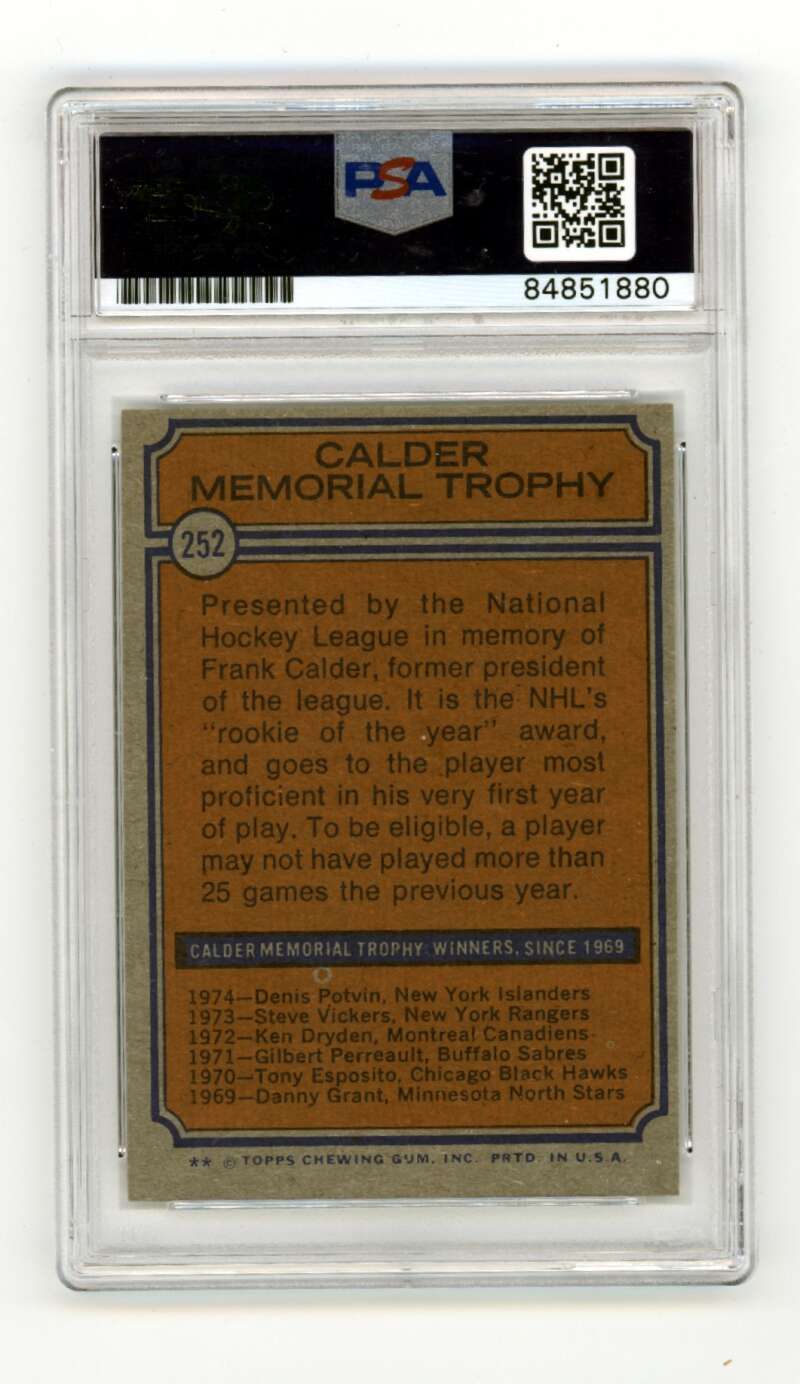 PSA
84851880
CALDER
MEMORIAL TROPHY
252
Presented by the National
Hockey League in memory of
Frank Calder, former president
of the league. It is the NHL's
"rookie of the year" award,
and goes to the player most
proficient in his very first year
of play. To be eligible, a player
may not have played more than
25 games the previous year.
CALDER MEMORIAL TROPHY WINNERS, SINCE 1969
1974—Denis Potvin, New York Islanders
1973—Steve Vickers, New York Rangers
1972—Ken Dryden, Montreal Canadiens
1971—Gilbert Perreault, Buffalo Sabres
1970—Tony Esposito, Chicago Black Hawks
1969—Danny Grant, Minnesota North Stars
** © TOPPS CHEWING GUM, INC. PRTD. IN U.S.A.